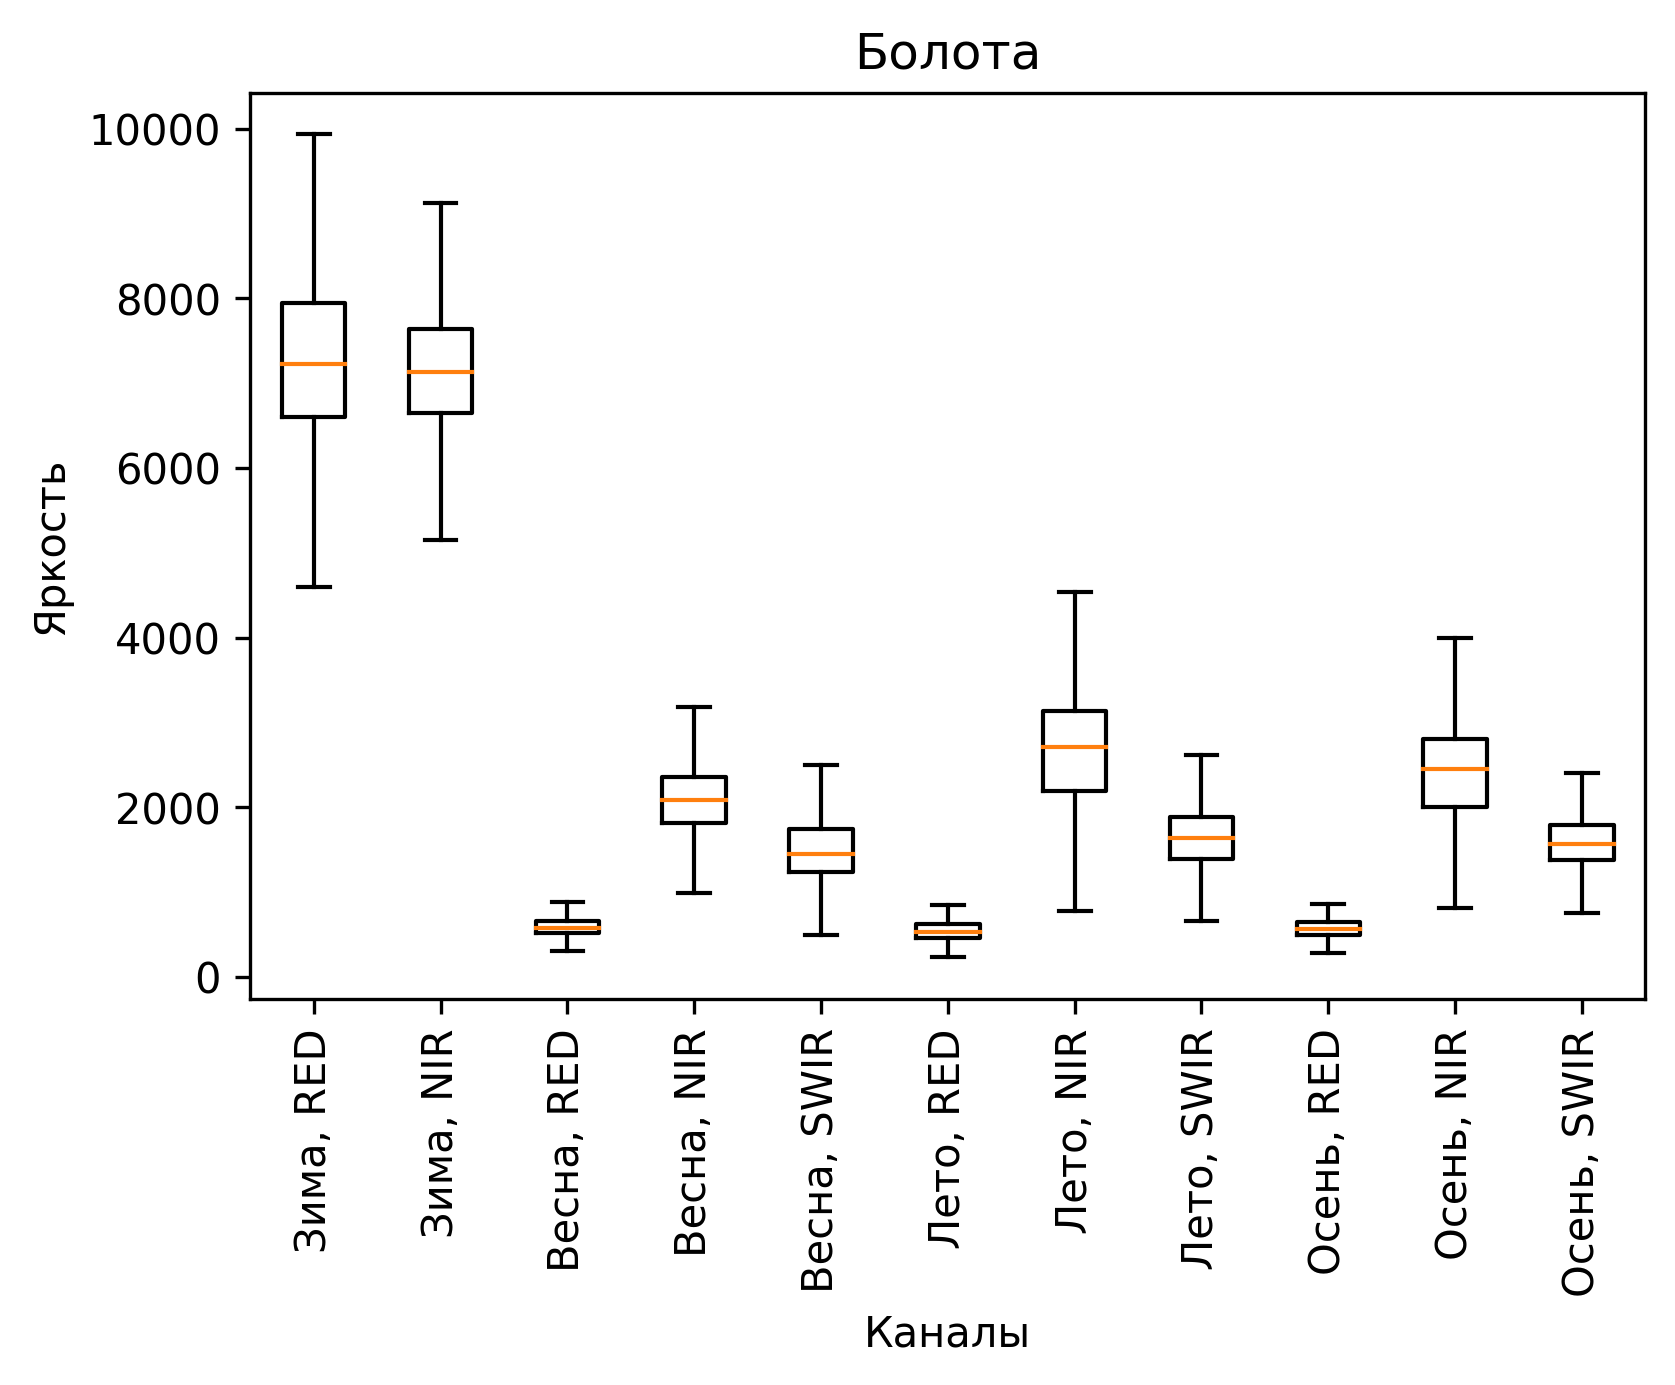 Болота
Яркость
10000
8000
6000
4000
2000
0
Зима, RED
Зима, NIR
Весна, RED
Весна, NIR
Весна, SWIR
Лето, RED
Лето, NIR
Лето, SWIR
Осень, RED
Осень, NIR
Осень, SWIR
Каналы